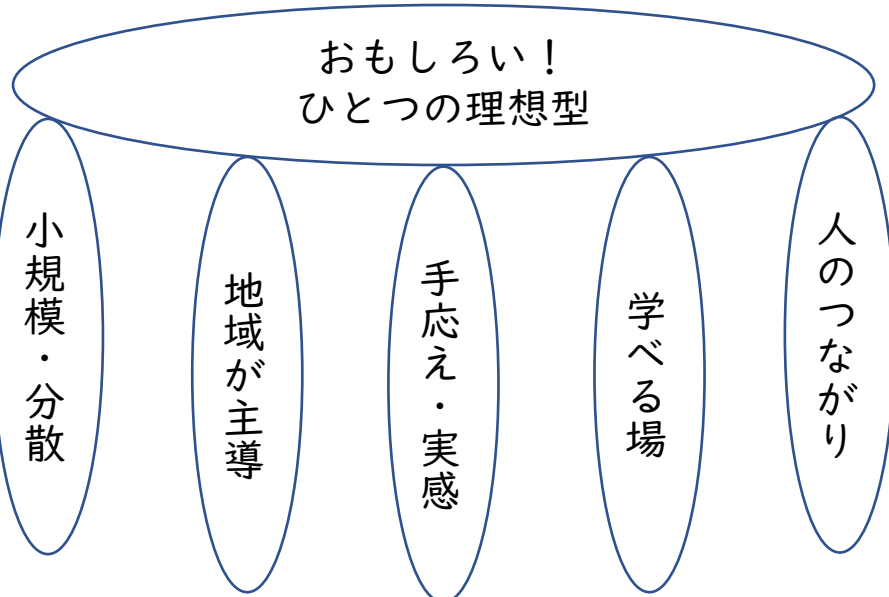 おもしろい！
ひとつの理想型
小規模・分散
地域が主導
手応え・実感
学べる場
人のつながり